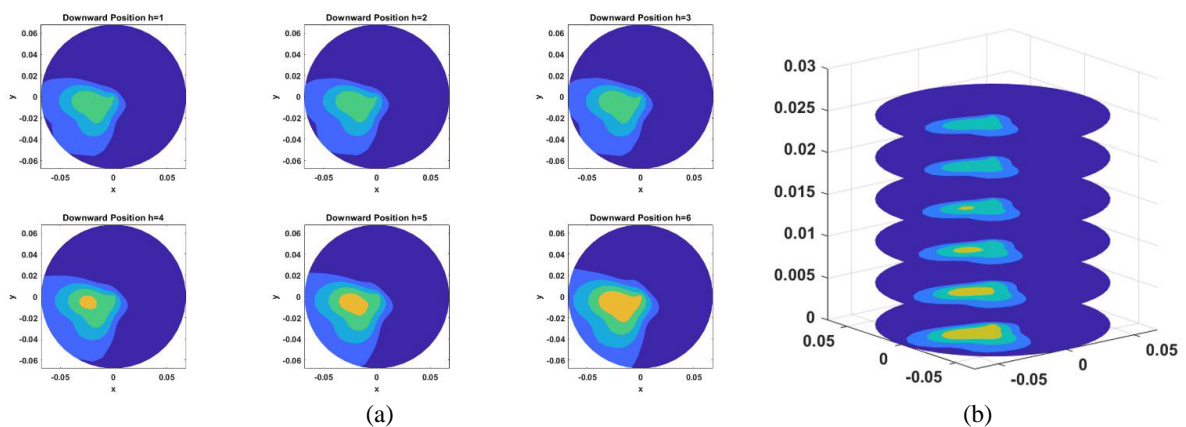 Downward Position h=1
0.06
0.04
0.02
0
-0.02
-0.04
-0.06
y
-0.05 0 0.05
x
Downward Position h=2
0.06
0.04
0.02
0
-0.02
-0.04
-0.06
y
-0.05 0 0.05
x
Downward Position h=3
0.06
0.04
0.02
0
-0.02
-0.04
-0.06
y
-0.05 0 0.05
x
Downward Position h=4
0.06
0.04
0.02
0
-0.02
-0.04
-0.06
y
-0.05 0 0.05
x
Downward Position h=5
0.06
0.04
0.02
0
-0.02
-0.04
-0.06
y
-0.05 0 0.05
x
Downward Position h=6
0.06
0.04
0.02
0
-0.02
-0.04
-0.06
y
-0.05 0 0.05
x
(a)
0.03
0.025
0.02
0.015
0.01
0.005
0
0.05
0
-0.05
-0.05
0
0.05
(b)